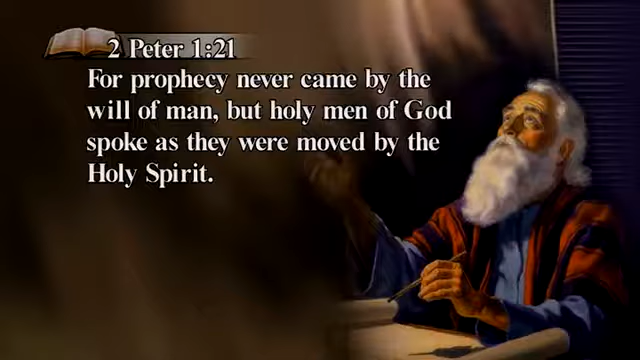 2 Peter 1:21
For prophecy never came by the
will of man, but holy men of God
spoke as they were moved by the
Holy Spirit.